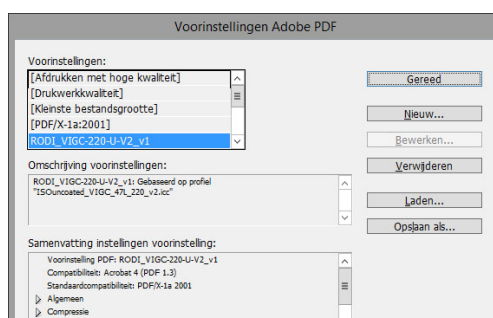 Voorinstellingen Adobe PDF
Voorinstellingen:
[Afdrukken met hoge kwaliteit]
[Drukwerkkwaliteit]
[Kleinste bestandsgrootte]
[PDF/X-1a:2001]
RODI_VIGC-220-U-V2_v1
Gereed
Nieuw...
Bewerken...
Verwijderen
Laden...
Opslaan als...
Omschrijving voorinstellingen:
RODI_VIGC-220-U-V2_v1: Gebaseerd op profiel
"ISOuncoated_VIGC_47L_220_v2.icc"
Samenvatting instellingen voorinstelling:
Voorinstelling PDF: RODI_VIGC-220-U-V2_v1
Compatibiliteit: Acrobat 4 (PDF 1.3)
Standaardcompatibiliteit: PDF/X-1a 2001
Algemeen
Compressie